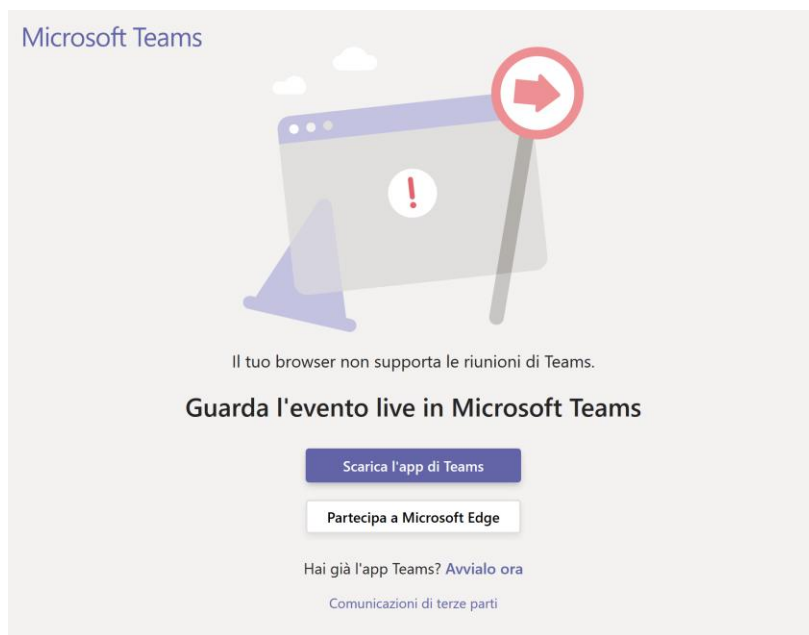 Microsoft Teams
Il tuo browser non supporta le riunioni di Teams.
Guarda l'evento live in Microsoft Teams
Scarica l'app di Teams
Partecipa a Microsoft Edge
Hai già l'app Teams? Avvialo ora
Comunicazioni di terze parti